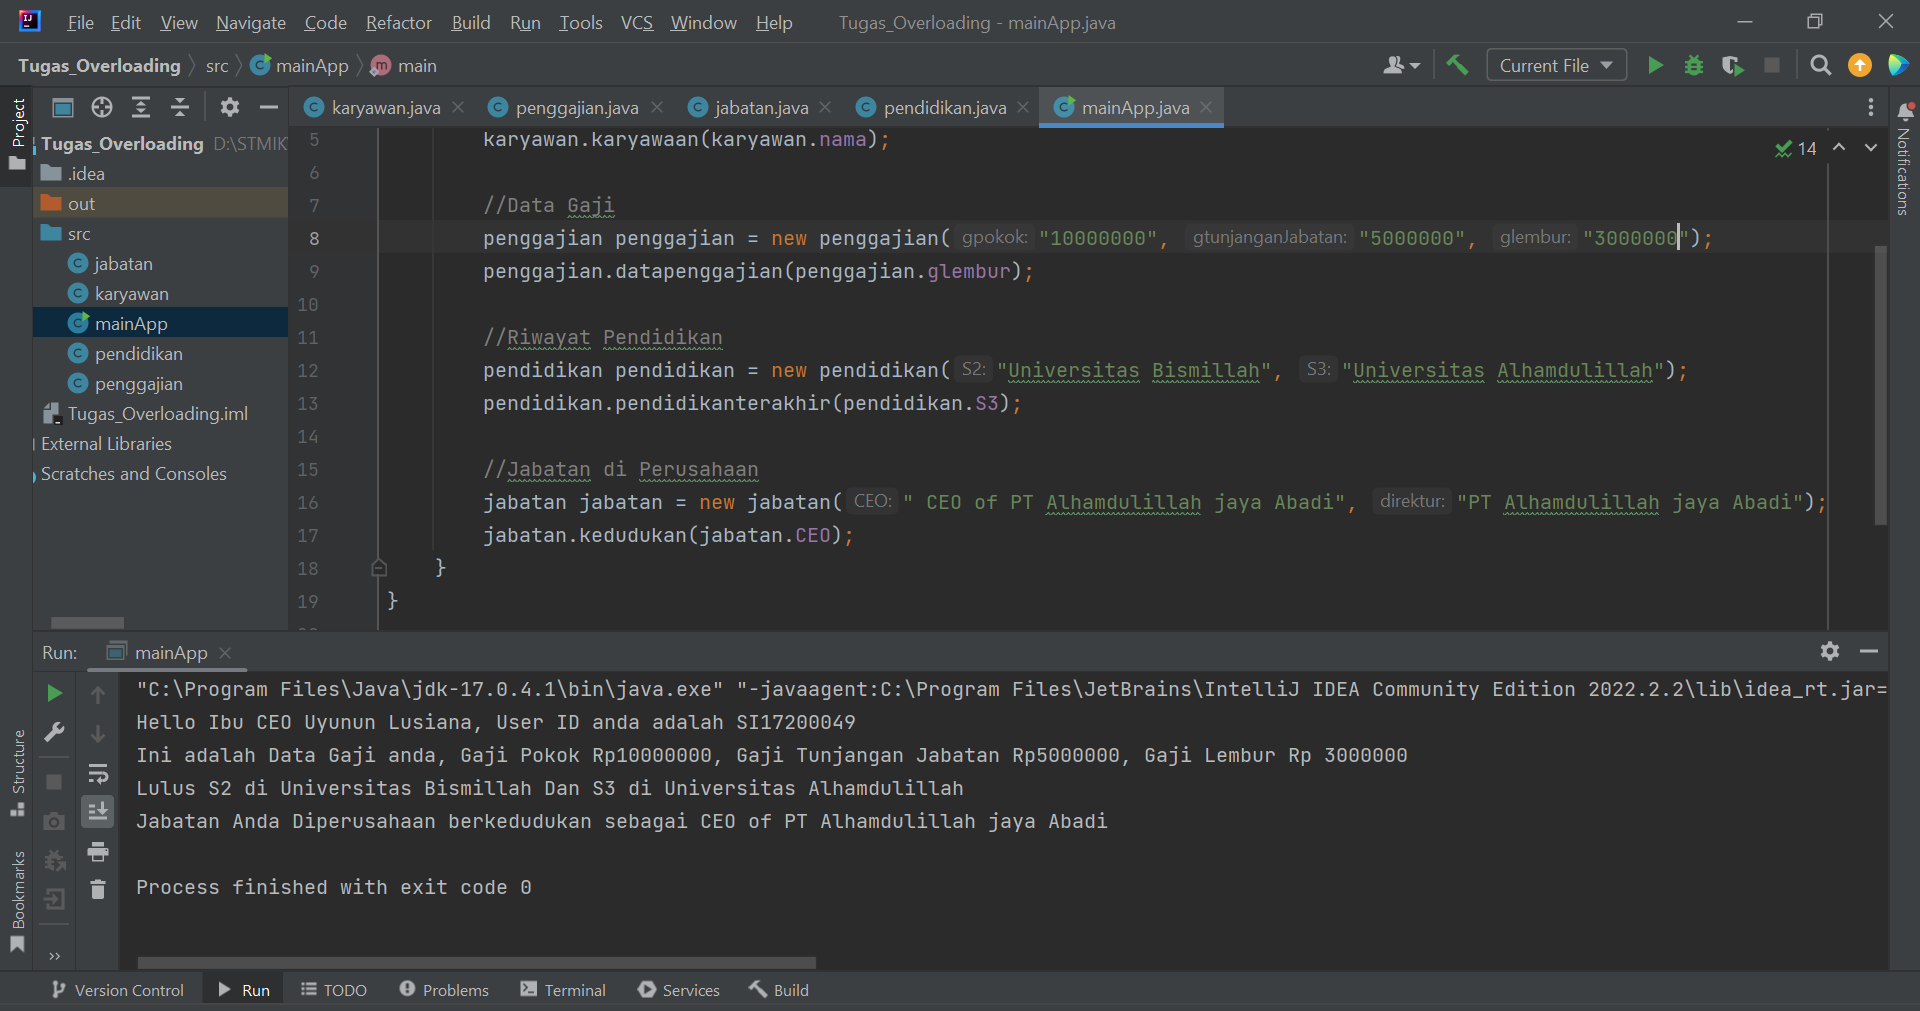 File Edit View Navigate Code Refactor Build Run Tools VCS Window Help Tugas_Overloading - mainApp.java
Tugas_Overloading src mainApp main Current File
Project
karyawan.java penggajian.java jabatan.java pendidikan.java mainApp.java
Tugas_Overloading D:\STMIK
.idea
out
src
jabatan
karyawan
mainApp
pendidikan
penggajian
Tugas_Overloading.iml
External Libraries
Scratches and Consoles
14
Notifications
5 karyawan.karyawaan(karyawan.nama);
6
7 //Data Gaji
8 penggajian penggajian = new penggajian( gpokok: "10000000", gtunjanganJabatan: "5000000", glembur: "3000000");
9 penggajian.datapenggajian(penggajian.glembur);
10
11 //Riwayat Pendidikan
12 pendidikan pendidikan = new pendidikan( S2: "Universitas Bismillah", S3: "Universitas Alhamdulillah");
13 pendidikan.pendidikanterakhir(pendidikan.S3);
14
15 //Jabatan di Perusahaan
16 jabatan jabatan = new jabatan( CEO: " CEO of PT Alhamdulillah jaya Abadi", direktur: "PT Alhamdulillah jaya Abadi");
17 jabatan.kedudukan(jabatan.CEO);
18 }
19 }
Run: mainApp
"C:\Program Files\Java\jdk-17.0.4.1\bin\java.exe" "-javaagent:C:\Program Files\JetBrains\IntelliJ IDEA Community Edition 2022.2.2\lib\idea_rt.jar=
Hello Ibu CEO Uyunun Lusiana, User ID anda adalah SI17200049
Ini adalah Data Gaji anda, Gaji Pokok Rp10000000, Gaji Tunjangan Jabatan Rp5000000, Gaji Lembur Rp 3000000
Lulus S2 di Universitas Bismillah Dan S3 di Universitas Alhamdulillah
Jabatan Anda Diperusahaan berkedudukan sebagai CEO of PT Alhamdulillah jaya Abadi
Process finished with exit code 0
Structure
Bookmarks
Version Control Run TODO Problems Terminal Services Build